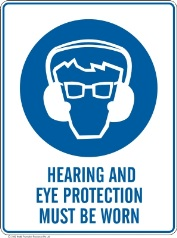 HEARING AND
EYE PROTECTION
MUST BE WORN